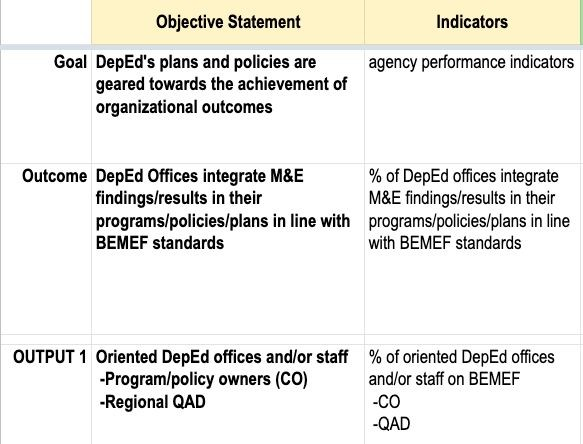 Objective Statement
Indicators
Goal
DepEd's plans and policies are
geared towards the achievement of
organizational outcomes
agency performance indicators
Outcome
DepEd Offices integrate M&E
findings/results in their
programs/policies/plans in line with
BEMEF standards
% of DepEd offices integrate
M&E findings/results in their
programs/policies/plans in line
with BEMEF standards
OUTPUT 1
Oriented DepEd offices and/or staff
-Program/policy owners (CO)
-Regional QAD
% of oriented DepEd offices
and/or staff on BEMEF
-CO
-QAD